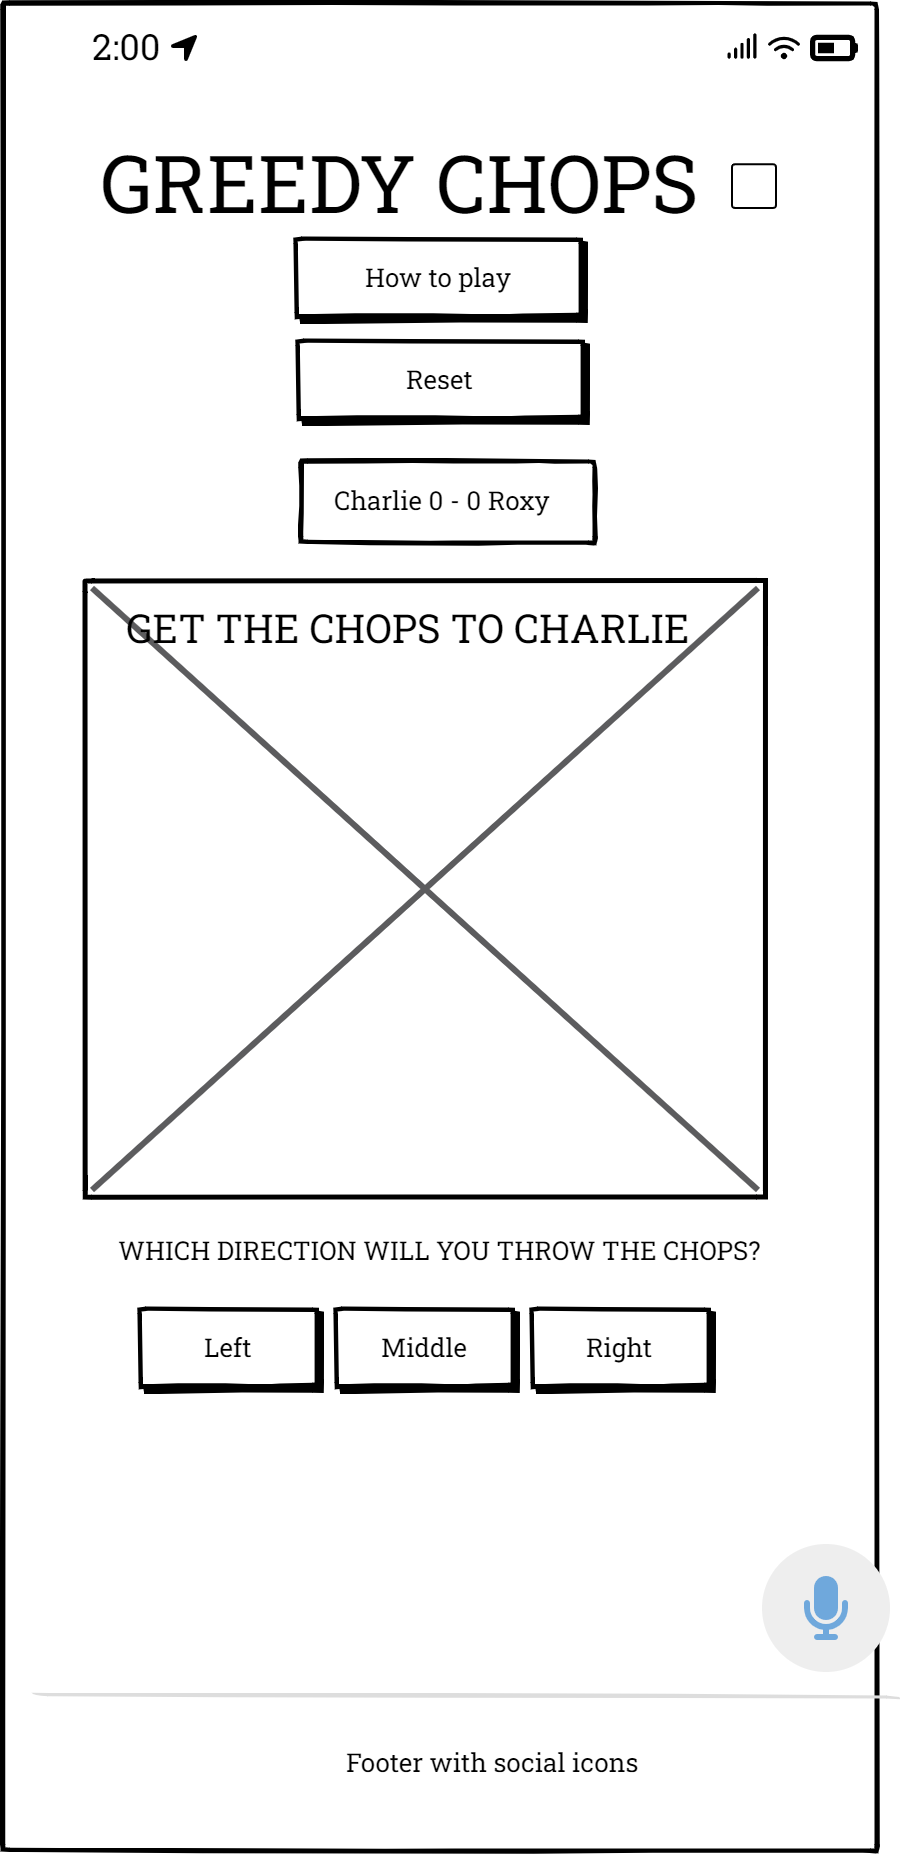 2:00
GREEDY CHOPS
How to play
Reset
Charlie 0 - 0 Roxy
GET THE CHOPS TO CHARLIE
WHICH DIRECTION WILL YOU THROW THE CHOPS?
Left Middle Right
Footer with social icons